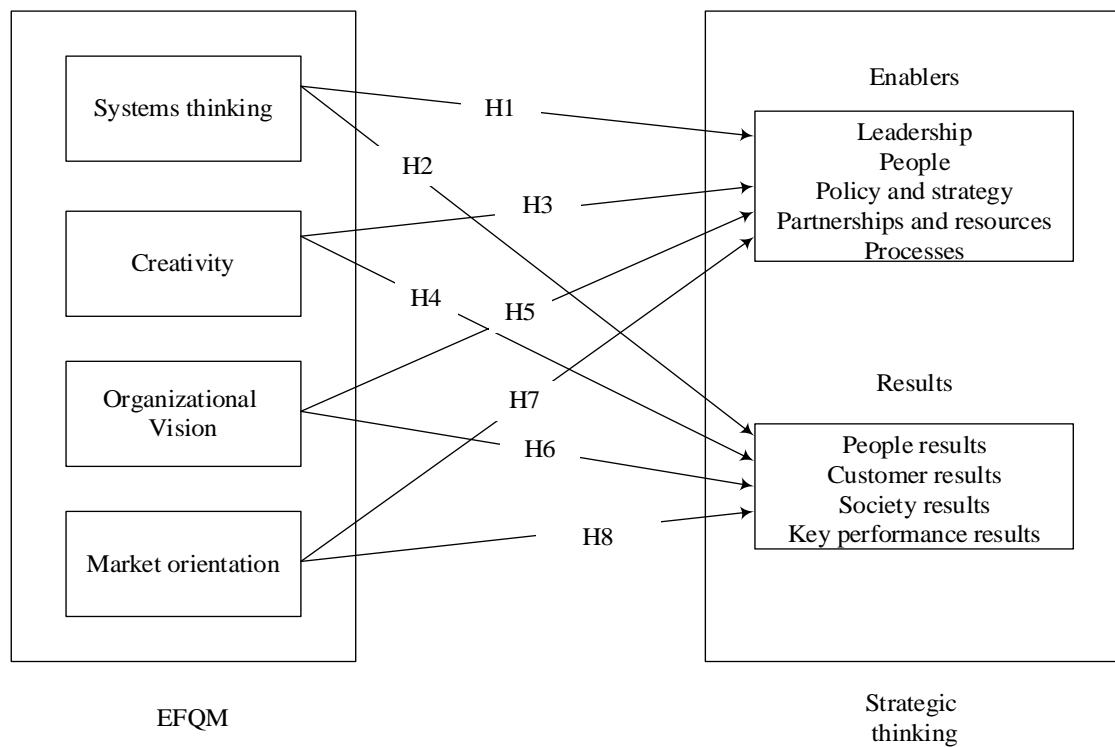 Systems thinking
Creativity
Organizational
Vision
Market orientation
EFQM
H1
H2
H3
H4
H5
H7
H6
H8
Enablers
Leadership
People
Policy and strategy
Partnerships and resources
Processes
Results
People results
Customer results
Society results
Key performance results
Strategic
thinking